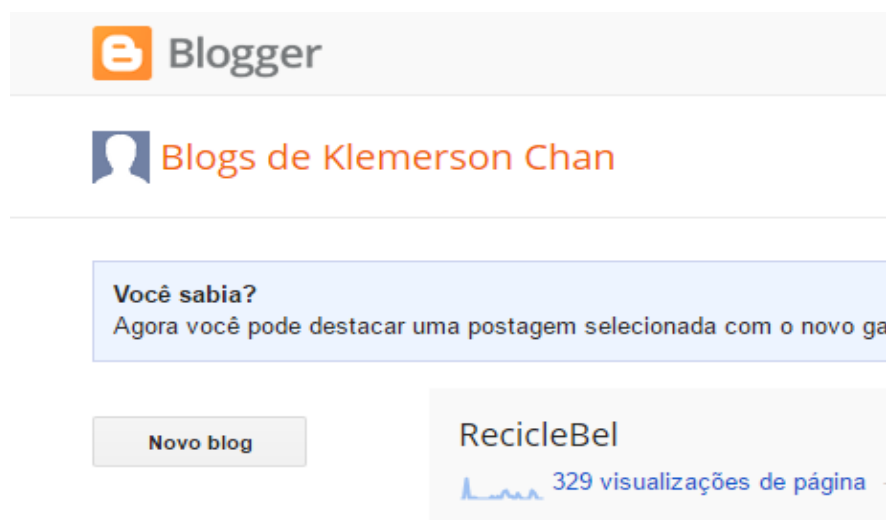 Blogger
Blogs de Klemerson Chan
Você sabia?
Agora você pode destacar uma postagem selecionada com o novo
Novo blog
RecicleBel
329 visualizações de página